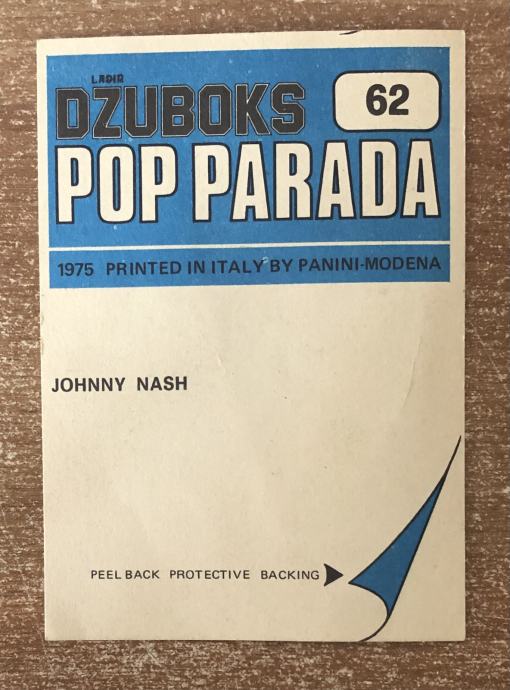 LADIR
DZUBOKS
62
POP PARADA
1975 PRINTED IN ITALY BY PANINI-MODENA
JOHNNY NASH
PEEL BACK PROTECTIVE BACKING